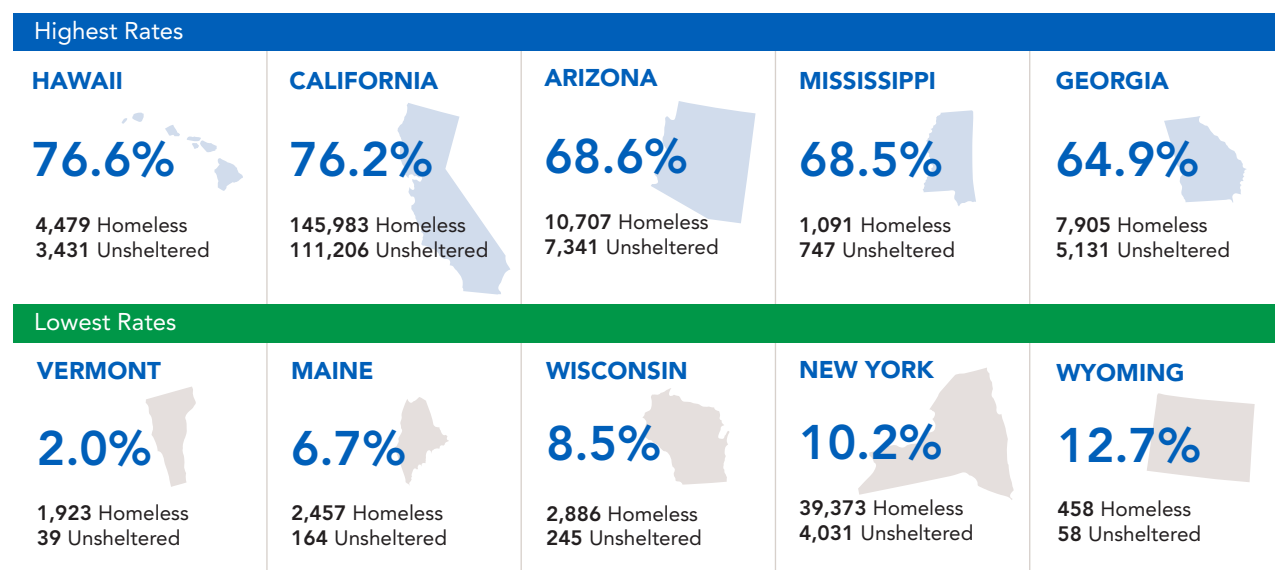 Highest Rates
HAWAII
76.6%
4,479 Homeless
3,431 Unsheltered
CALIFORNIA
76.2%
145,983 Homeless
111,206 Unsheltered
ARIZONA
68.6%
10,707 Homeless
7,341 Unsheltered
MISSISSIPPI
68.5%
1,091 Homeless
747 Unsheltered
GEORGIA
64.9%
7,905 Homeless
5,131 Unsheltered
Lowest Rates
VERMONT
2.0%
1,923 Homeless
39 Unsheltered
MAINE
6.7%
2,457 Homeless
164 Unsheltered
WISCONSIN
8.5%
2,886 Homeless
245 Unsheltered
NEW YORK
10.2%
39,373 Homeless
4,031 Unsheltered
WYOMING
12.7%
458 Homeless
58 Unsheltered